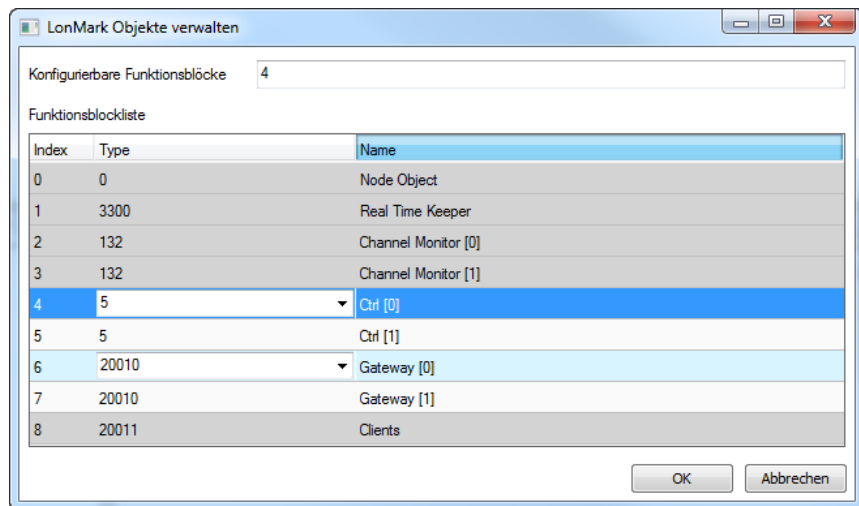 LonMark Objekte verwalten
Konfigurierbare Funktionsblöcke 4
Funktionsblockliste
Index Type Name
0 0 Node Object
1 3300 Real Time Keeper
2 132 Channel Monitor [0]
3 132 Channel Monitor [1]
4 5 Ctrl [0]
5 5 Ctrl [1]
6 20010 Gateway [0]
7 20010 Gateway [1]
8 20011 Clients
OK Abbrechen